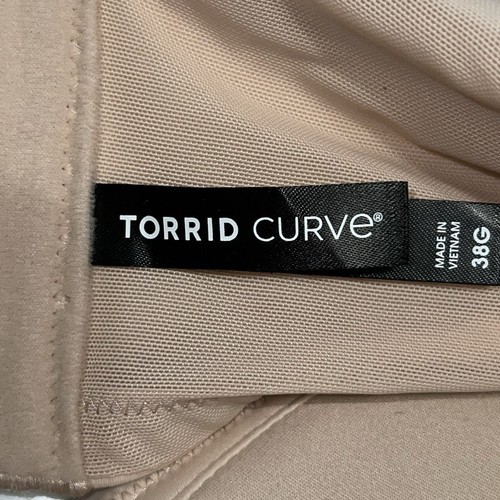 TORRID CURVE®
MADE IN
VIETNAM
38G